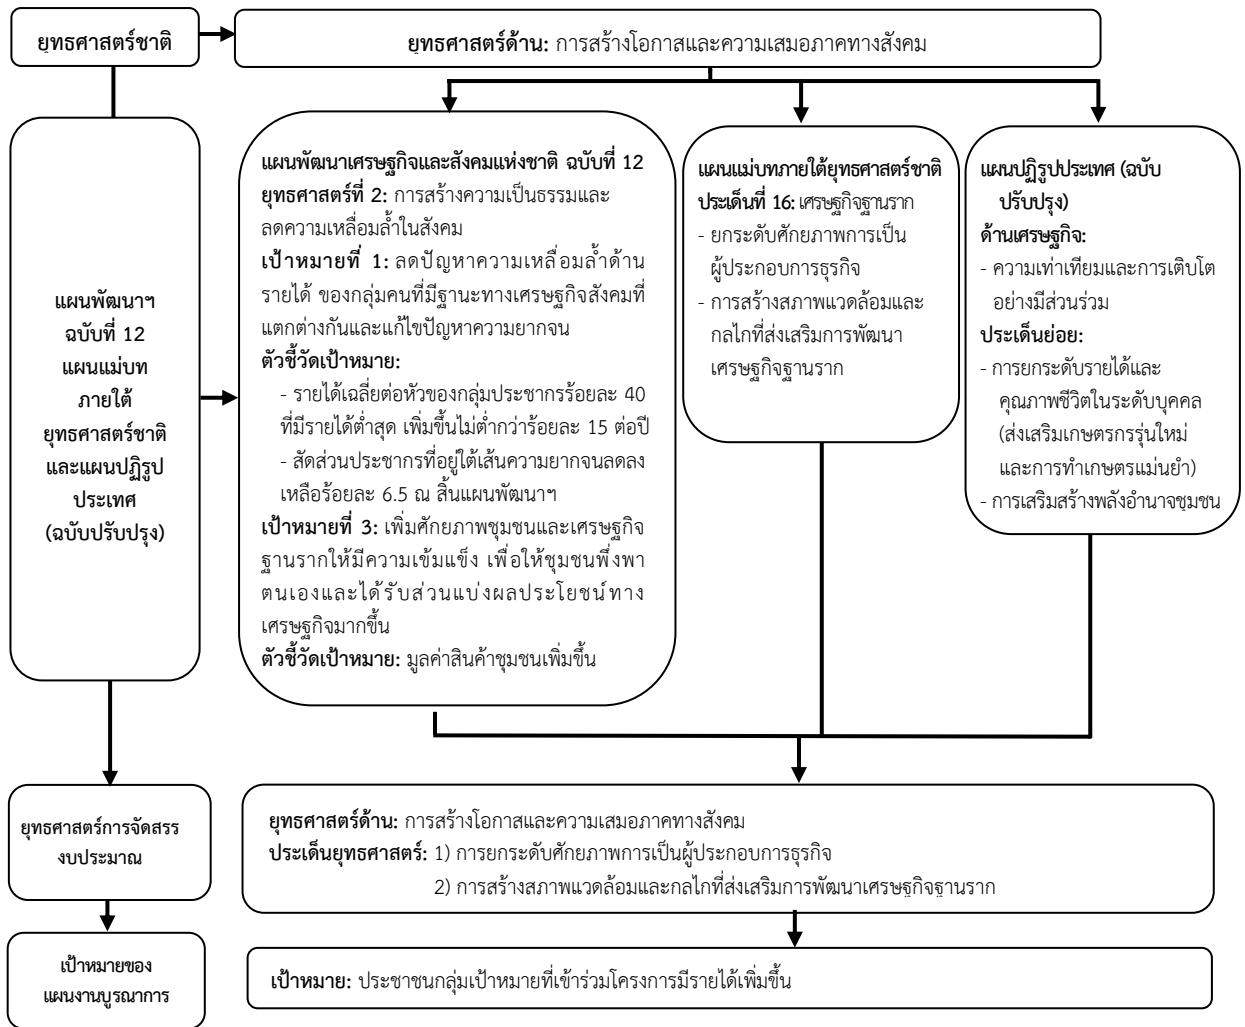 ยุทธศาสตร์ชาติ
ยุทธศาสตร์ด้าน: การสร้างโอกาสและความเสมอภาคทางสังคม
แผนพัฒนาฯ
ฉบับที่ 12
แผนแม่บท
ภายใต้
ยุทธศาสตร์ชาติ
และแผนปฏิรูป
ประเทศ
(ฉบับปรับปรุง)
แผนพัฒนาเศรษฐกิจและสังคมแห่งชาติ ฉบับที่ 12
ยุทธศาสตร์ที่ 2: การสร้างความเป็นธรรมและ
ลดความเหลื่อมล้ำในสังคม
เป้าหมายที่ 1: ลดปัญหาความเหลื่อมล้ำด้าน
รายได้ ของกลุ่มคนที่มีฐานะทางเศรษฐกิจสังคมที่
แตกต่างกันและแก้ไขปัญหาความยากจน
ตัวชี้วัดเป้าหมาย:
- รายได้เฉลี่ยต่อหัวของกลุ่มประชากรร้อยละ 40
ที่มีรายได้ต่ำสุด เพิ่มขึ้นไม่ต่ำกว่าร้อยละ 15 ต่อปี
- สัดส่วนประชากรที่อยู่ใต้เส้นความยากจนลดลง
เหลือร้อยละ 6.5 ณ สิ้นแผนพัฒนาฯ
เป้าหมายที่ 3: เพิ่มศักยภาพชุมชนและเศรษฐกิจ
ฐานรากให้มีความเข้มแข็ง เพื่อให้ชุมชนพึ่งพา
ตนเองและได้รับส่วนแบ่งผลประโยชน์ทาง
เศรษฐกิจมากขึ้น
ตัวชี้วัดเป้าหมาย: มูลค่าสินค้าชุมชนเพิ่มขึ้น
แผนแม่บทภายใต้ยุทธศาสตร์ชาติ
ประเด็นที่ 16: เศรษฐกิจฐานราก
- ยกระดับศักยภาพการเป็น
ผู้ประกอบการธุรกิจ
- การสร้างสภาพแวดล้อมและ
กลไกที่ส่งเสริมการพัฒนา
เศรษฐกิจฐานราก
แผนปฏิรูปประเทศ (ฉบับ
ปรับปรุง)
ด้านเศรษฐกิจ:
- ความเท่าเทียมและการเติบโต
อย่างมีส่วนร่วม
ประเด็นย่อย:
- การยกระดับรายได้และ
คุณภาพชีวิตในระดับบุคคล
(ส่งเสริมเกษตรกรรุ่นใหม่
และการทำเกษตรแม่นยำ)
- การเสริมสร้างพลังอำนาจชุมชน
ยุทธศาสตร์การจัดสรร
งบประมาณ
ยุทธศาสตร์ด้าน: การสร้างโอกาสและความเสมอภาคทางสังคม
ประเด็นยุทธศาสตร์: 1) การยกระดับศักยภาพการเป็นผู้ประกอบการธุรกิจ
2) การสร้างสภาพแวดล้อมและกลไกที่ส่งเสริมการพัฒนาเศรษฐกิจฐานราก
เป้าหมายของ
แผนงานบูรณาการ
เป้าหมาย: ประชาชนกลุ่มเป้าหมายที่เข้าร่วมโครงการมีรายได้เพิ่มขึ้น